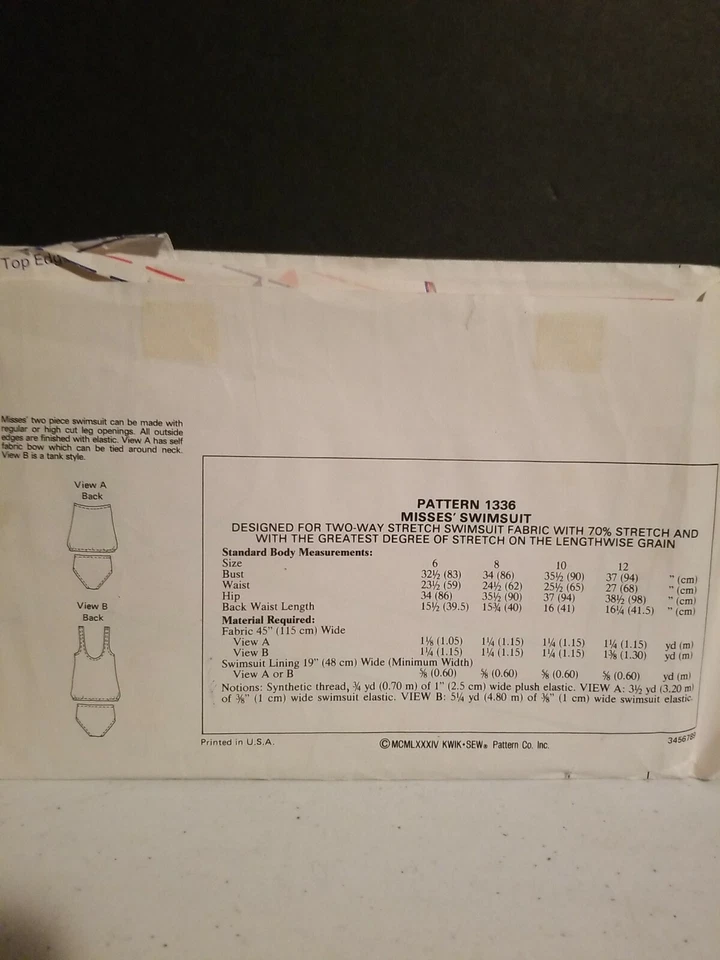 Top Edg
Misses' two piece swimsuit can be made with
regular or high cut leg openings. All outside
edges are finished with elastic. View A has self
fabric bow which can be tied around neck.
View B is a tank style.
View A
Back
View B
Back
PATTERN 1336
MISSES' SWIMSUIT
DESIGNED FOR TWO-WAY STRETCH SWIMSUIT FABRIC WITH 70% STRETCH AND
WITH THE GREATEST DEGREE OF STRETCH ON THE LENGTHWISE GRAIN
Standard Body Measurements:
Size 6 8 10 12
Bust 32½ (83) 34 (86) 35½ (90) 37 (94) " (cm)
Waist 23½ (59) 24½ (62) 25½ (65) 27 (68) " (cm)
Hip 34 (86) 35½ (90) 37 (94) 38½ (98) " (cm)
Back Waist Length 15½ (39.5) 15¾ (40) 16 (41) 16¼ (41.5) " (cm)
Material Required:
Fabric 45" (115 cm) Wide
View A 1⅛ (1.05) 1¼ (1.15) 1¼ (1.15) 1¼ (1.15) yd (m)
View B 1¼ (1.15) 1¼ (1.15) 1¼ (1.15) 1⅜ (1.30) yd (m)
Swimsuit Lining 19" (48 cm) Wide (Minimum Width)
View A or B ⅝ (0.60) ⅝ (0.60) ⅝ (0.60) ⅝ (0.60) yd (m)
Notions: Synthetic thread, ¾ yd (0.70 m) of 1" (2.5 cm) wide plush elastic. VIEW A: 3½ yd (3.20 m)
of ⅜" (1 cm) wide swimsuit elastic. VIEW B: 5¼ yd (4.80 m) of ⅜" (1 cm) wide swimsuit elastic.
Printed in U.S.A. © MCMLXXXIV KWIK•SEW® Pattern Co. Inc. 3456789